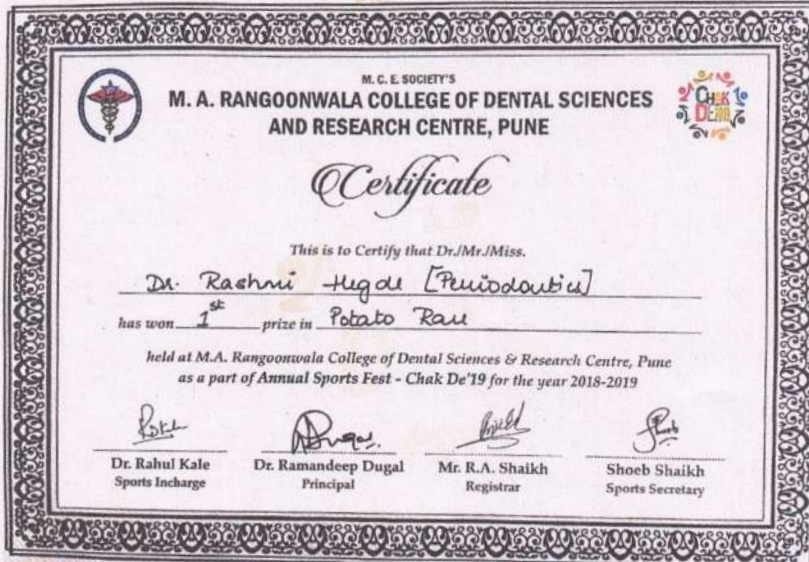 M. C. E. SOCIETY'S
M. A. RANGOONWALA COLLEGE OF DENTAL SCIENCES
AND RESEARCH CENTRE, PUNE
CHAK
DE
Certificate
This is to Certify that Dr./Mr./Miss.
Dr. Rashmi Hegde [Periodontics]
has won 1st prize in Potato Race
held at M.A. Rangoonwala College of Dental Sciences & Research Centre, Pune
as a part of Annual Sports Fest - Chak De'19 for the year 2018-2019
Dr. Rahul Kale Dr. Ramandeep Dugal Mr. R.A. Shaikh Shoeb Shaikh
Sports Incharge Principal Registrar Sports Secretary